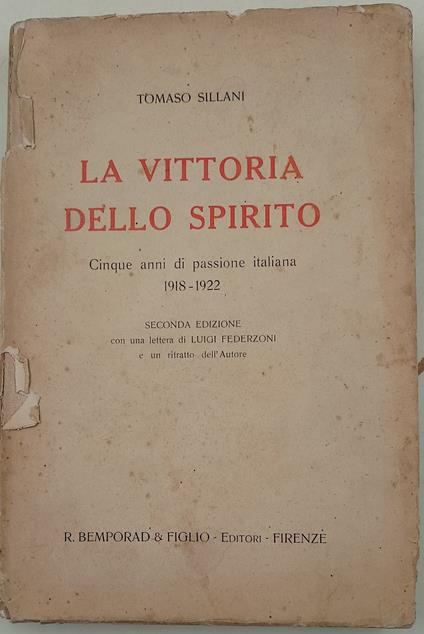 TOMASO SILLANI
LA VITTORIA
DELLO SPIRITO
Cinque anni di passione italiana
1918-1922
SECONDA EDIZIONE
con una lettera di LUIGI FEDERZONI
e un ritratto dell'Autore
R. BEMPORAD & FIGLIO - EDITORI - FIRENZE